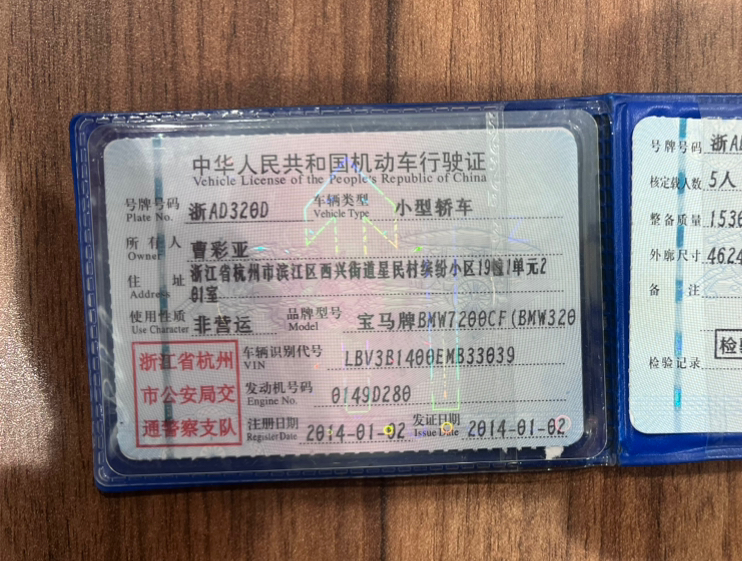 中华人民共和国机动车行驶证
Vehicle License of the People's Republic of China
号牌号码 浙AD320D 车辆类型 小型轿车
Plate No. Vehicle Type
所有人 曹彩亚
Owner
住址 浙江省杭州市滨江区西兴街道星民村缤纷小区19幢1单元2
Address 01室
使用性质 非营运 品牌型号 宝马牌BMW7200CF(BMW320
Use Character Model
浙江省杭州
市公安局交
通警察支队
车辆识别代号 LBV3B1400EMB33039
VIN
发动机号码 0149D280
Engine No.
注册日期 2014-01-02 发证日期 2014-01-02
Register Date Issue Date
号牌号码 浙A
核定载人数 5人
整备质量 1536
外廓尺寸 4624
备注
检验记录